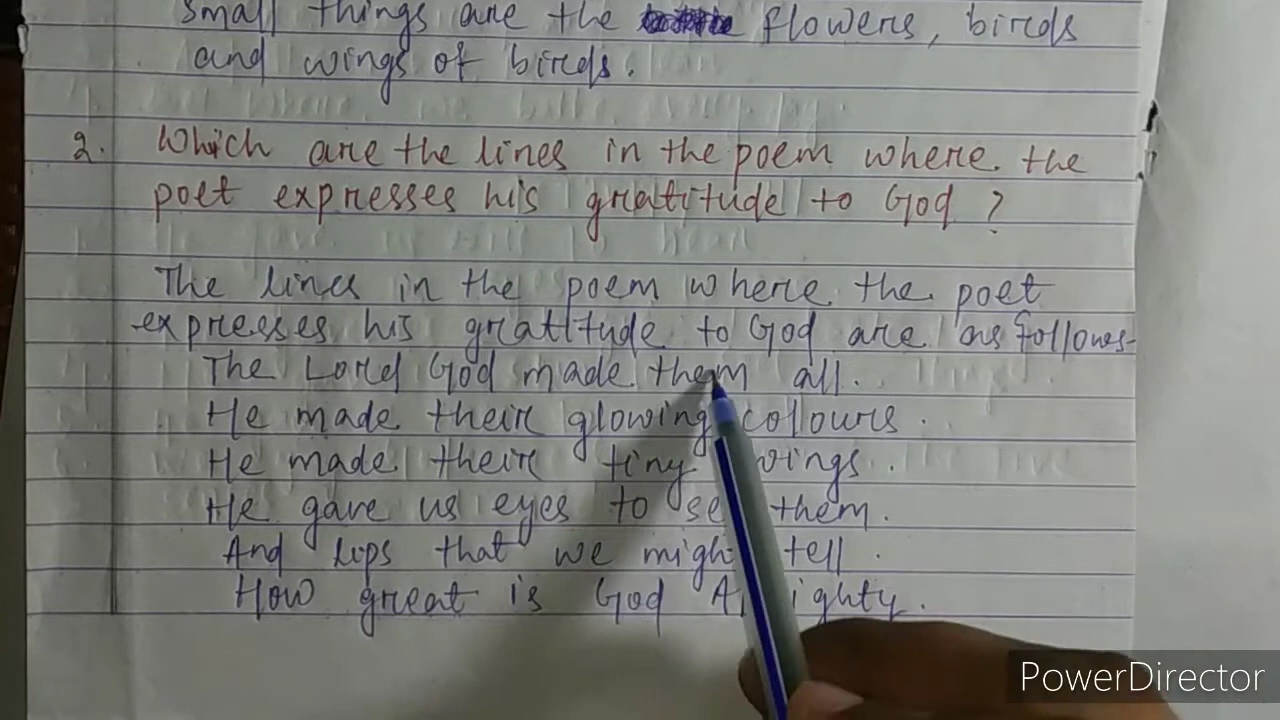 Small things are the flowers, birds
and wings of birds.
2. Which are the lines in the poem where the
poet expresses his gratitude to God ?
The lines in the poem where the poet
expresses his gratitude to God are as follows-
The Lord God made them all.
He made their glowing colours.
He made their tiny wings.
He gave us eyes to see them.
And lips that we might tell.
How great is God Almighty.
PowerDirector